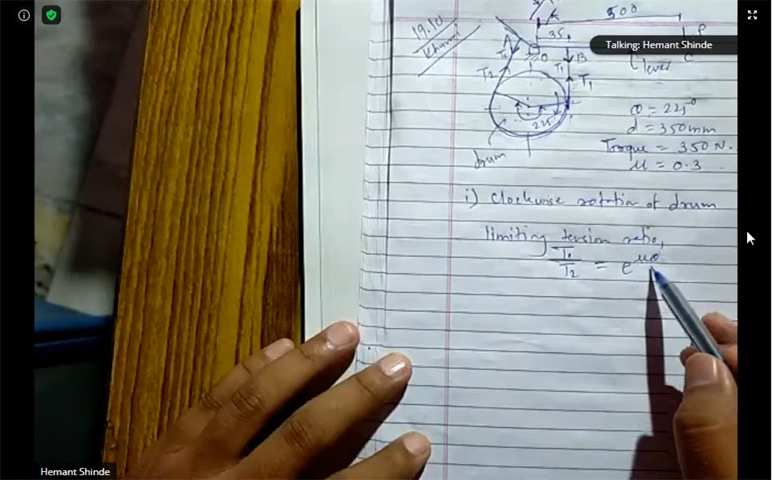 500
19.10
Khurmi
35
Talking: Hemant Shinde
P
C
lever
T2
O
T1
B
T1
225°
drum
θ = 225°
d = 350mm
Torque = 350 N.
μ = 0.3
i) Clockwise rotation of drum
limiting tension ratio,
T1
T2
= e^μθ
Hemant Shinde